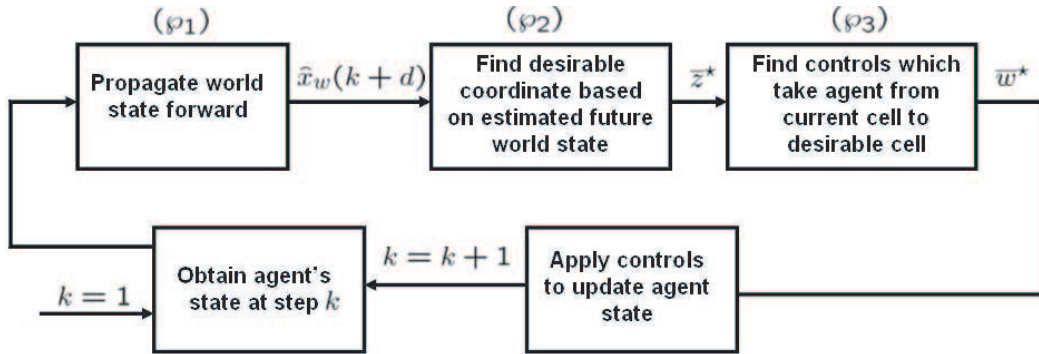 (℘₁)
(℘₂)
(℘₃)
Propagate world
state forward
x̂_w(k + d)
Find desirable
coordinate based
on estimated future
world state
z̄*
Find controls which
take agent from
current cell to
desirable cell
w̄*
k = 1
Obtain agent's
state at step k
k = k + 1
Apply controls
to update agent
state